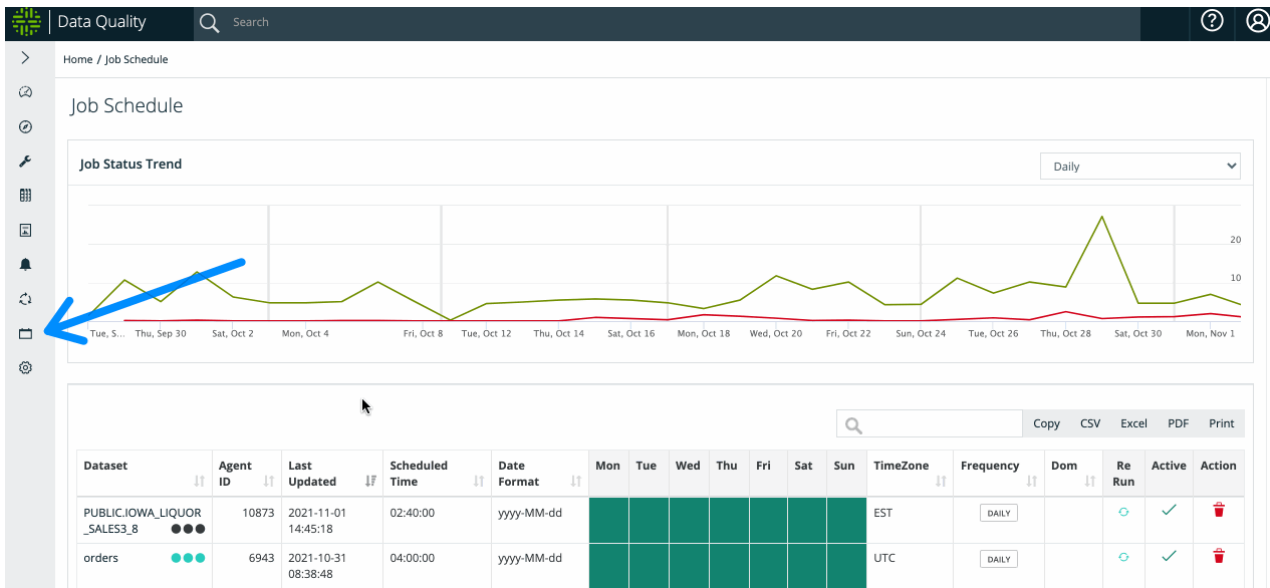 Data Quality
Search
Home / Job Schedule
Job Schedule
Job Status Trend
Daily
20
10
Tue, S... Thu, Sep 30 Sat, Oct 2 Mon, Oct 4 Fri, Oct 8 Tue, Oct 12 Thu, Oct 14 Sat, Oct 16 Mon, Oct 18 Wed, Oct 20 Fri, Oct 22 Sun, Oct 24 Tue, Oct 26 Thu, Oct 28 Sat, Oct 30 Mon, Nov 1
Copy CSV Excel PDF Print
Dataset Agent Last Scheduled Date Mon Tue Wed Thu Fri Sat Sun TimeZone Frequency Dom Re Active Action
ID Updated Time Format Run
PUBLIC.IOWA_LIQUOR 10873 2021-11-01 02:40:00 yyyy-MM-dd EST DAILY
_SALES3_8 14:45:18
orders 6943 2021-10-31 04:00:00 yyyy-MM-dd UTC DAILY
08:38:48